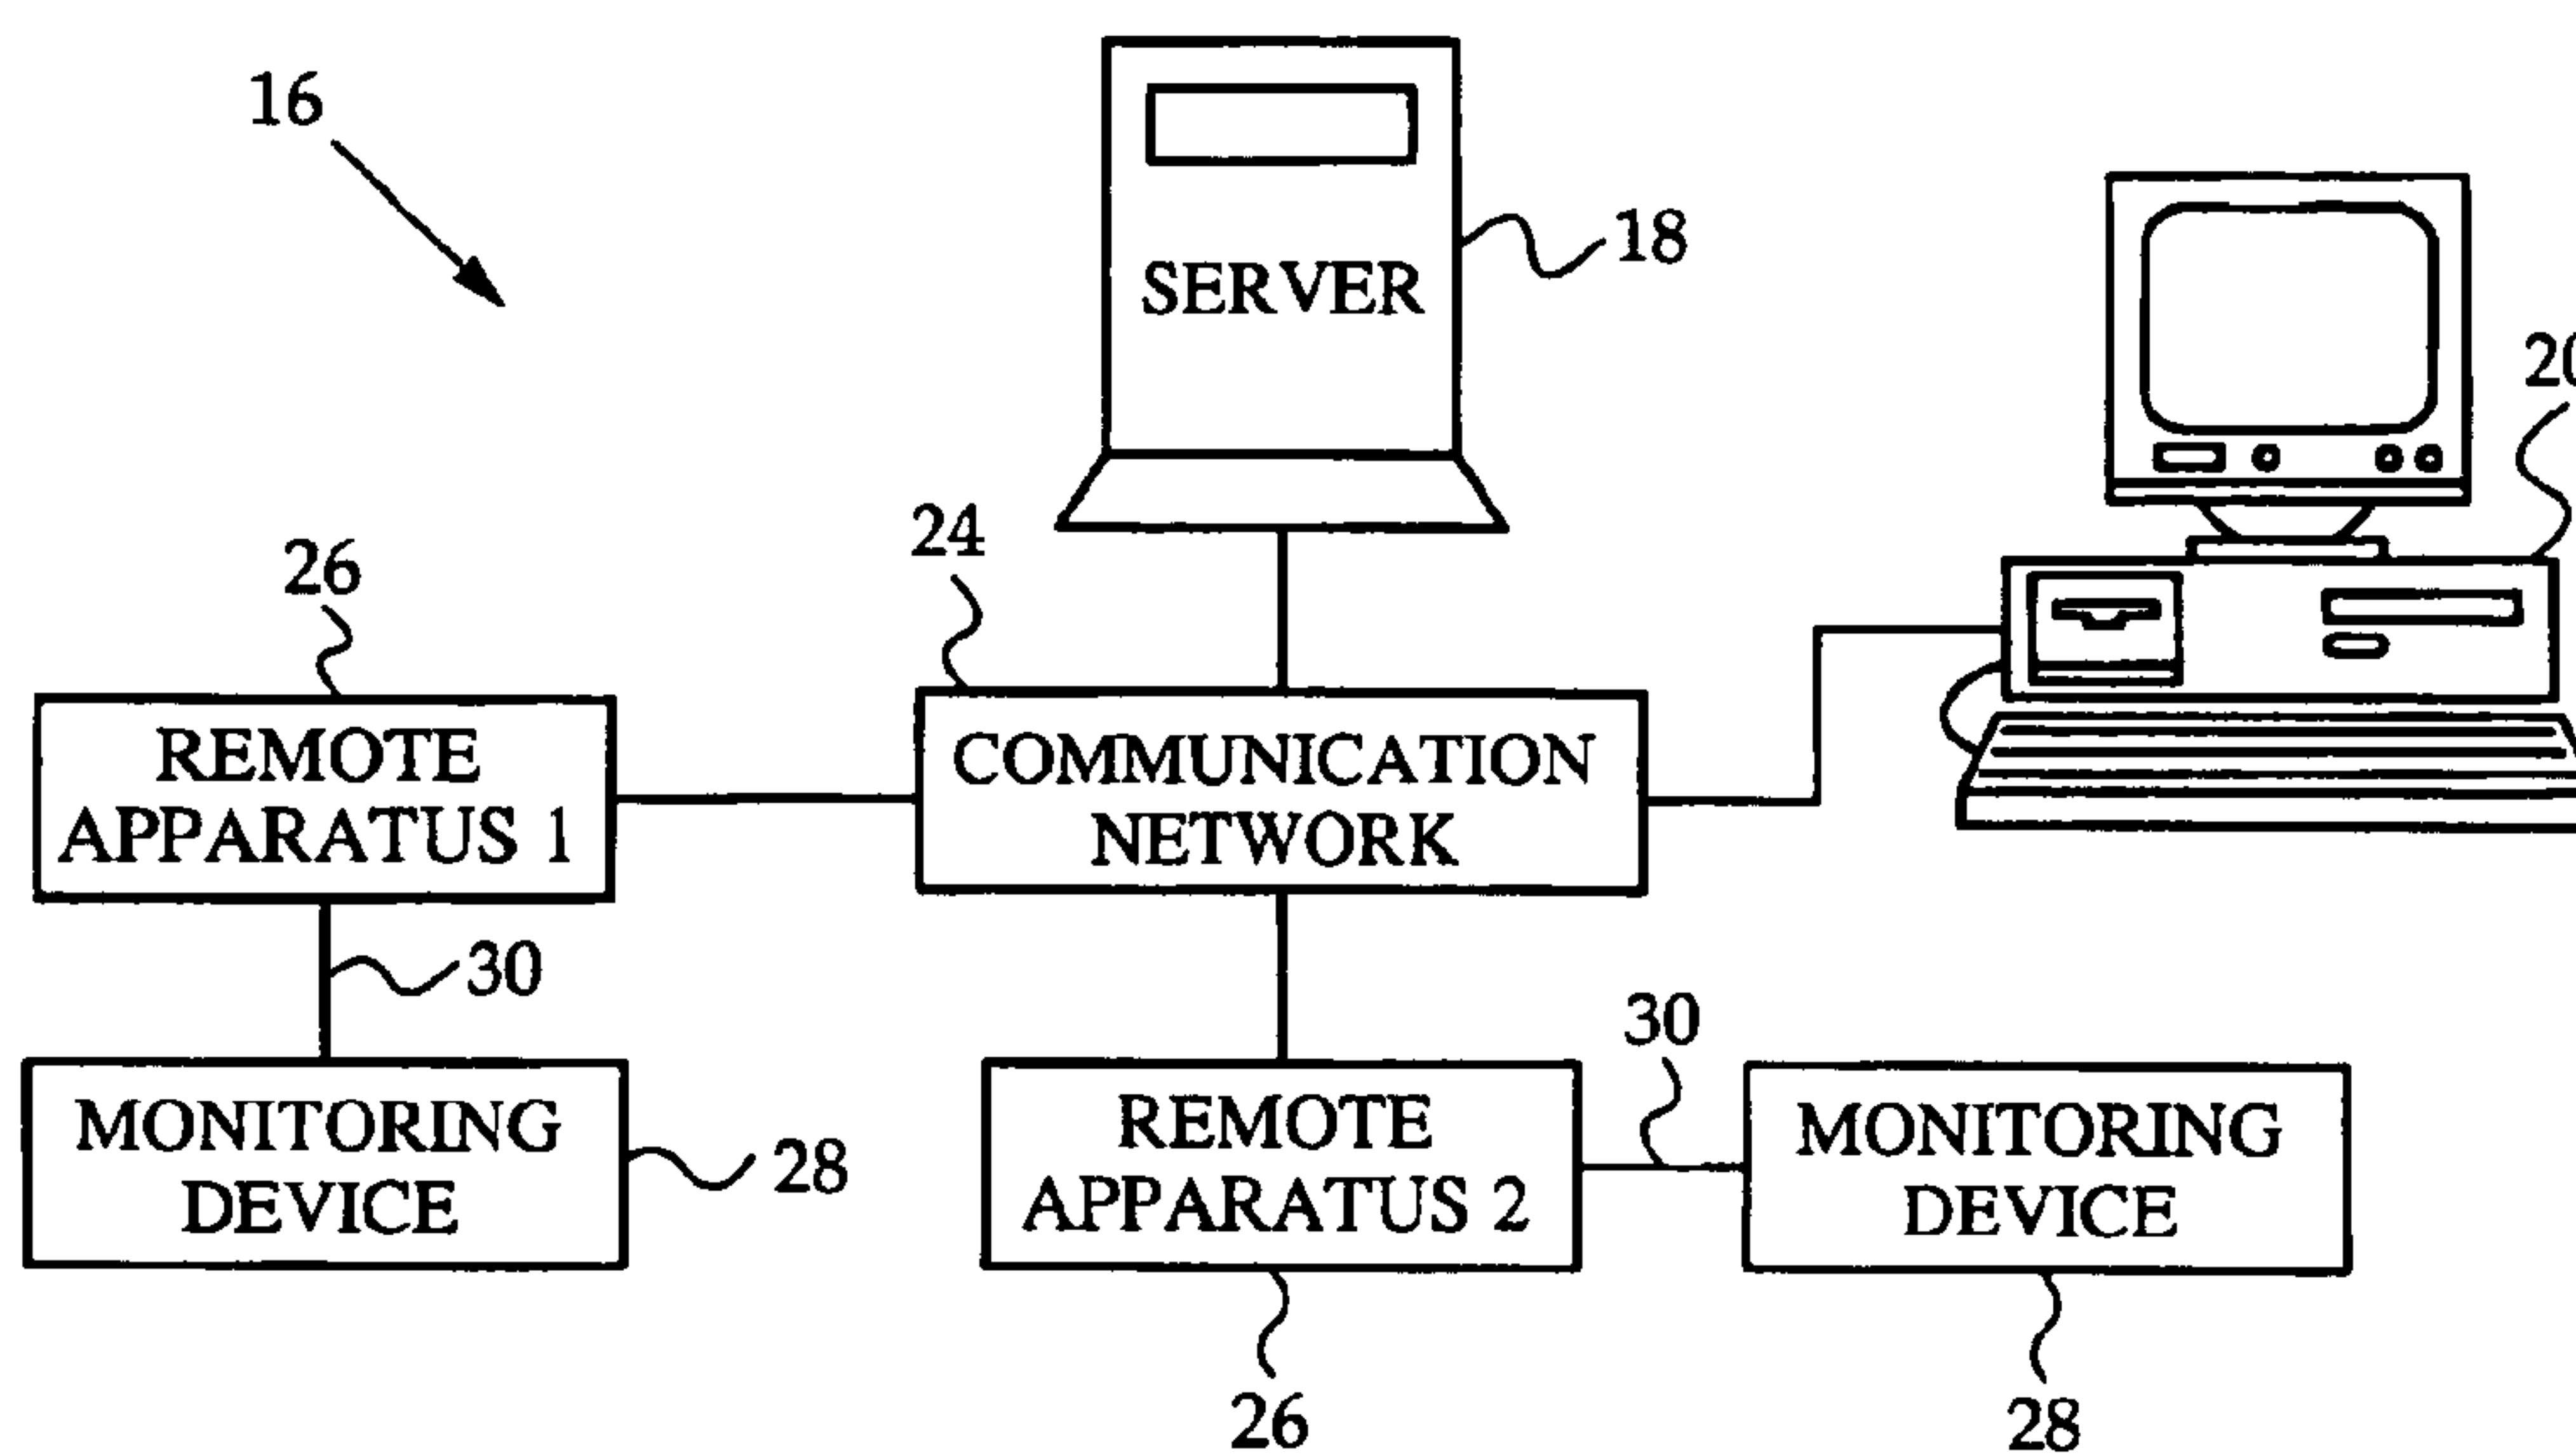 16
SERVER
18
20
24
26
REMOTE
APPARATUS 1
COMMUNICATION
NETWORK
30
30
MONITORING
DEVICE
28
REMOTE
APPARATUS 2
MONITORING
DEVICE
26
28